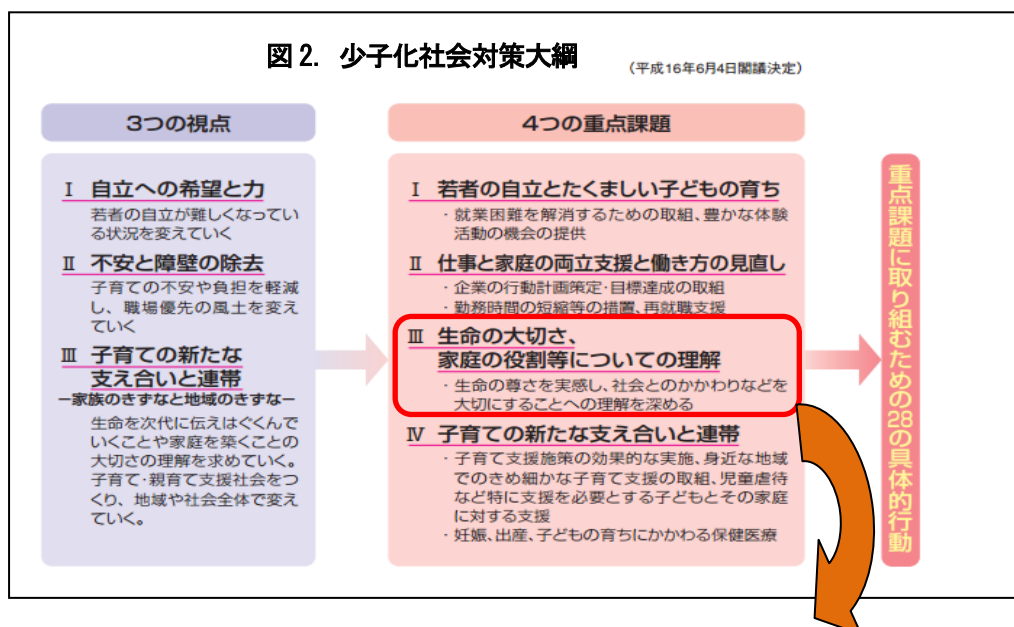 図2. 少子化社会対策大綱
(平成16年6月4日閣議決定)
3つの視点
Ⅰ 自立への希望と力
若者の自立が難しくなってい
る状況を変えていく
Ⅱ 不安と障壁の除去
子育ての不安や負担を軽減
し、職場優先の風土を変え
ていく
Ⅲ 子育ての新たな
支え合いと連帯
−家族のきずなと地域のきずな−
生命を次代に伝えはぐくんで
いくことや家庭を築くことの
大切さの理解を求めていく。
子育て・親育て支援社会をつ
くり、地域や社会全体で変え
ていく。
4つの重点課題
Ⅰ 若者の自立とたくましい子どもの育ち
・就業困難を解消するための取組、豊かな体験
活動の機会の提供
Ⅱ 仕事と家庭の両立支援と働き方の見直し
・企業の行動計画策定・目標達成の取組
・勤務時間の短縮等の措置、再就職支援
Ⅲ 生命の大切さ、
家庭の役割等についての理解
・生命の尊さを実感し、社会とのかかわりなどを
大切にすることへの理解を深める
Ⅳ 子育ての新たな支え合いと連帯
・子育て支援施策の効果的な実施、身近な地域
でのきめ細かな子育て支援の取組、児童虐待
など特に支援を必要とする子どもとその家庭
に対する支援
・妊娠、出産、子どもの育ちにかかわる保健医療
重点課題に取り組むための28の具体的行動